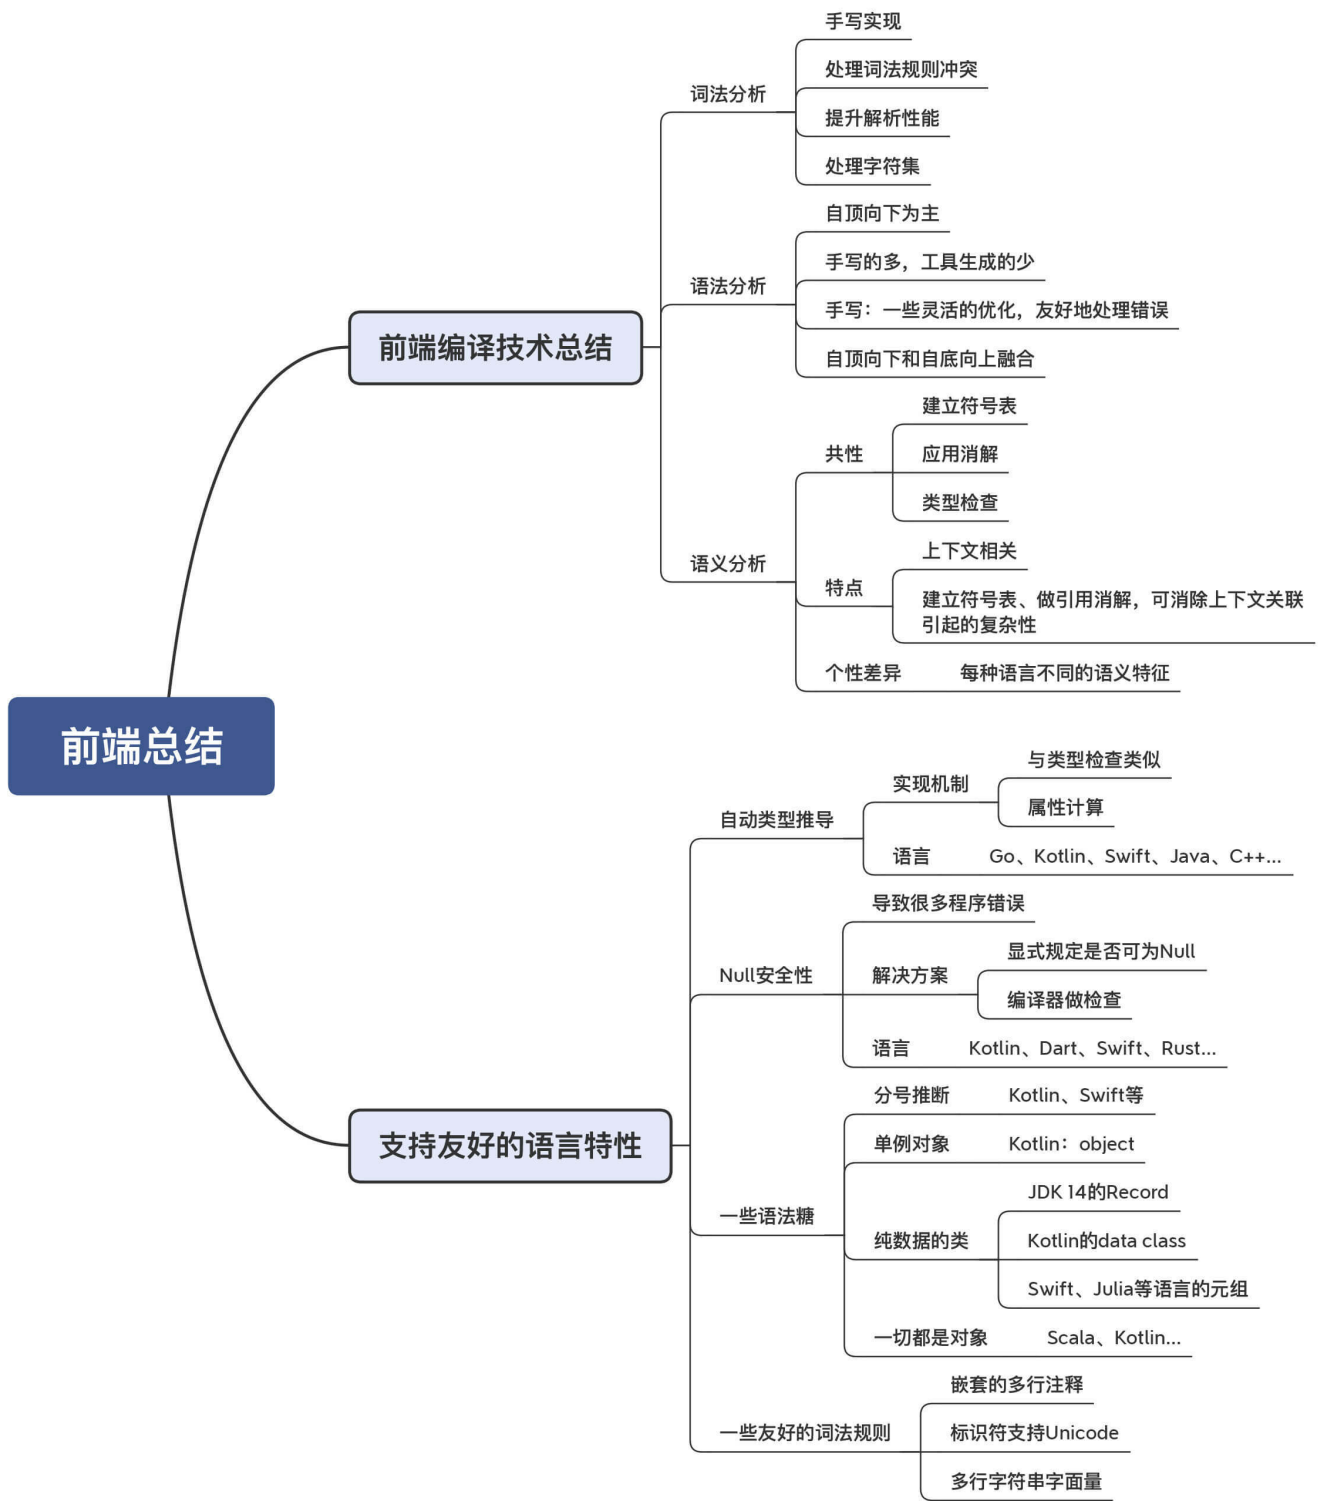 前端总结
前端编译技术总结
词法分析
手写实现
处理词法规则冲突
提升解析性能
处理字符集
语法分析
自顶向下为主
手写的多，工具生成的少
手写：一些灵活的优化，友好地处理错误
自顶向下和自底向上融合
语义分析
共性
建立符号表
应用消解
类型检查
特点
上下文相关
建立符号表、做引用消解，可消除上下文关联
引起的复杂性
个性差异
每种语言不同的语义特征
支持友好的语言特性
自动类型推导
实现机制
与类型检查类似
属性计算
语言
Go、Kotlin、Swift、Java、C++...
Null安全性
导致很多程序错误
解决方案
显式规定是否可为Null
编译器做检查
语言
Kotlin、Dart、Swift、Rust...
一些语法糖
分号推断
Kotlin、Swift等
单例对象
Kotlin：object
纯数据的类
JDK 14的Record
Kotlin的data class
Swift、Julia等语言的元组
一切都是对象
Scala、Kotlin...
一些友好的词法规则
嵌套的多行注释
标识符支持Unicode
多行字符串字面量